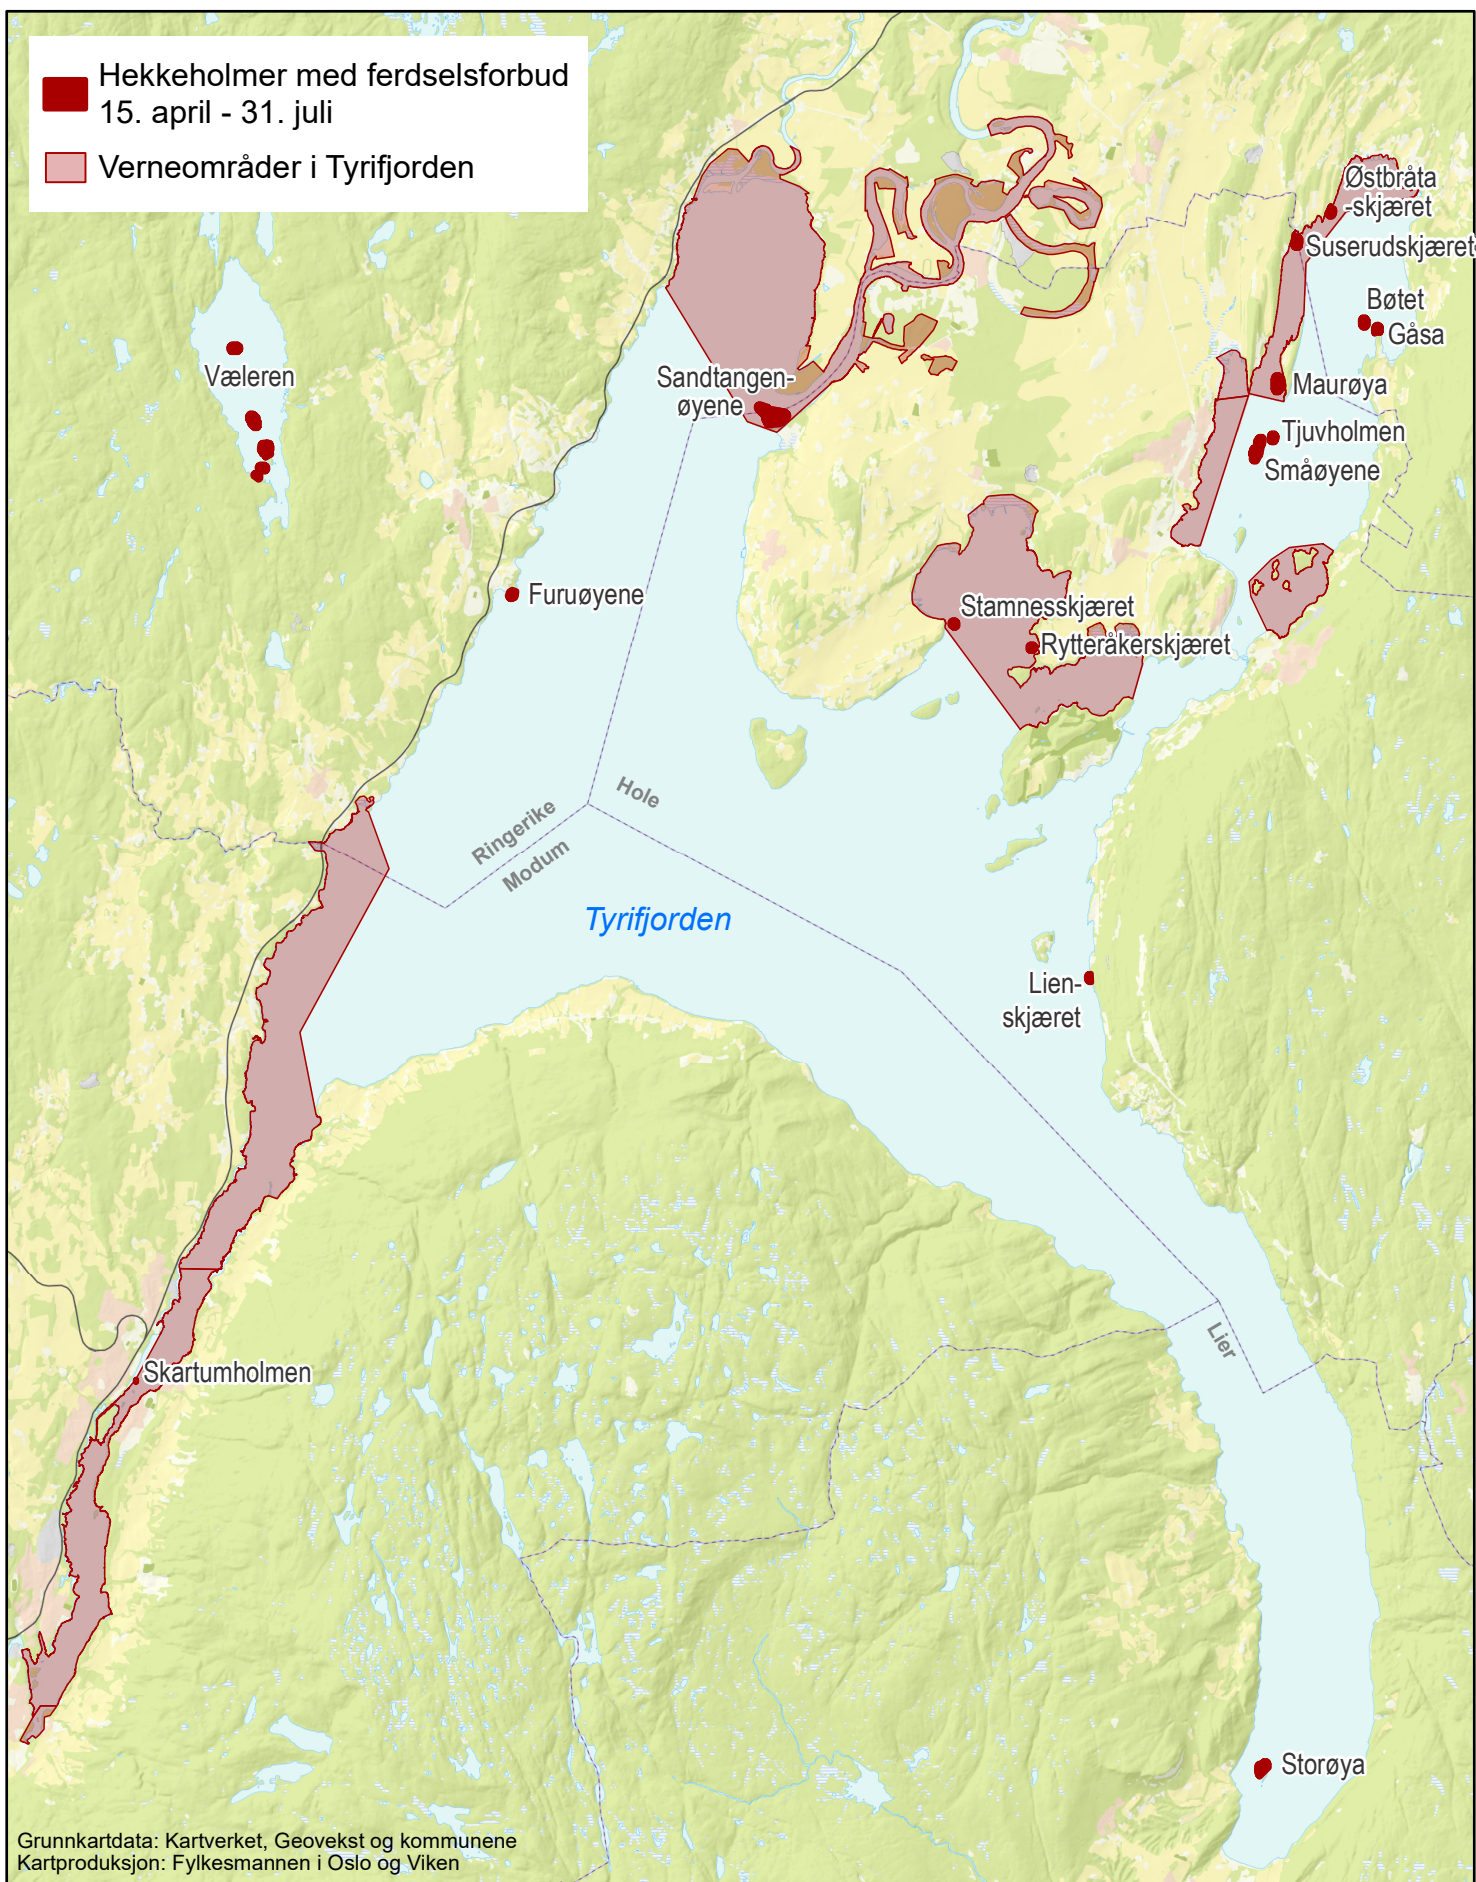 Hekkeholmer med ferdselsforbud
15. april - 31. juli
Verneområder i Tyrifjorden
Østbråta
-skjæret
Suserudskjæret
Bøtet
Gåsa
Væleren
Sandtangen-
øyene
Maurøya
Tjuvholmen
Småøyene
Furuøyene
Stamnesskjæret
Rytteråkerskjæret
Hole
Ringerike
Modum
Tyrifjorden
Lien-
skjæret
Lier
Skartumholmen
Storøya
Grunnkartdata: Kartverket, Geovekst og kommunene
Kartproduksjon: Fylkesmannen i Oslo og Viken